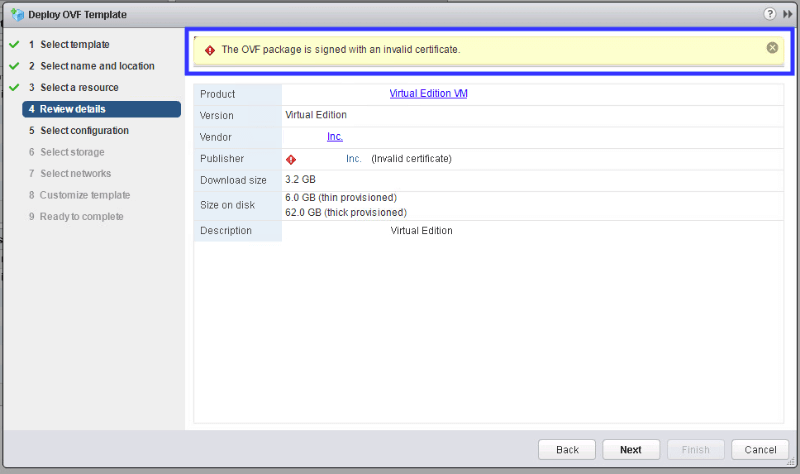 Deploy OVF Template
1 Select template
2 Select name and location
3 Select a resource
4 Review details
5 Select configuration
6 Select storage
7 Select networks
8 Customize template
9 Ready to complete
The OVF package is signed with an invalid certificate.
Product Virtual Edition VM
Version Virtual Edition
Vendor Inc.
Publisher Inc. (Invalid certificate)
Download size 3.2 GB
Size on disk 6.0 GB (thin provisioned)
62.0 GB (thick provisioned)
Description Virtual Edition
Back Next Finish Cancel